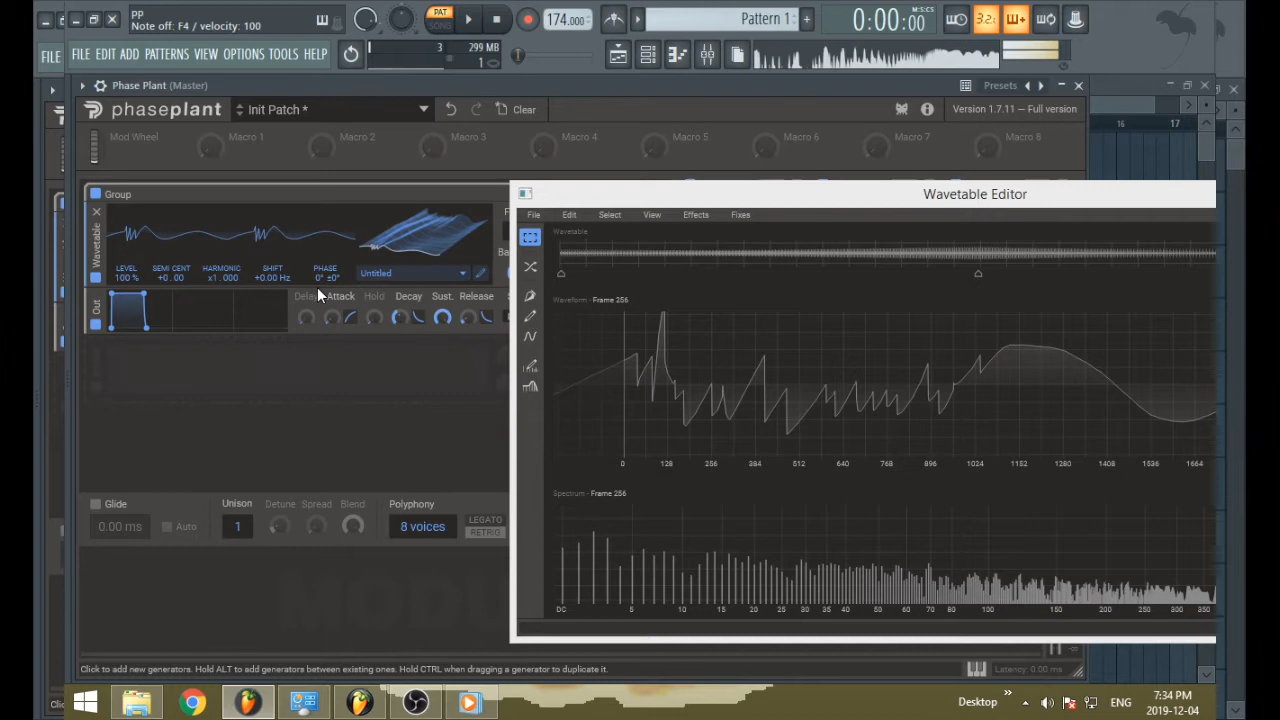 pp
Note off: F4 / velocity: 100
PAT
SONG
174.000
Pattern 1
0:00:00
M:S:CS
3.2
FILE
FILE EDIT ADD PATTERNS VIEW OPTIONS TOOLS HELP
3
299 MB
1
Phase Plant (Master)
Presets
phaseplant
Init Patch *
Clear
Version 1.7.11 — Full version
16 17
Mod Wheel Macro 1 Macro 2 Macro 3 Macro 4 Macro 5 Macro 6 Macro 7 Macro 8
Group
Wavetable
LEVEL SEMI CENT HARMONIC SHIFT PHASE
100 % +0. 00 x1.000 +0.00 Hz 0° ±0°
Untitled
Out
Delay Attack Hold Decay Sust. Release
Wavetable Editor
File Edit Select View Effects Fixes
Wavetable
Waveform - Frame 256
0 128 256 384 512 640 768 896 1024 1152 1280 1408 1536 1664
Spectrum - Frame 256
DC 5 10 15 20 25 30 35 40 50 60 70 80 100 150 200 250 300 350
Glide Unison Detune Spread Blend Polyphony
0.00 ms Auto 1 8 voices
LEGATO
RETRIG
Click to add new generators. Hold ALT to add generators between existing ones. Hold CTRL when dragging a generator to duplicate it.
Latency: 0.00 ms
Desktop
ENG
7:34 PM
2019-12-04